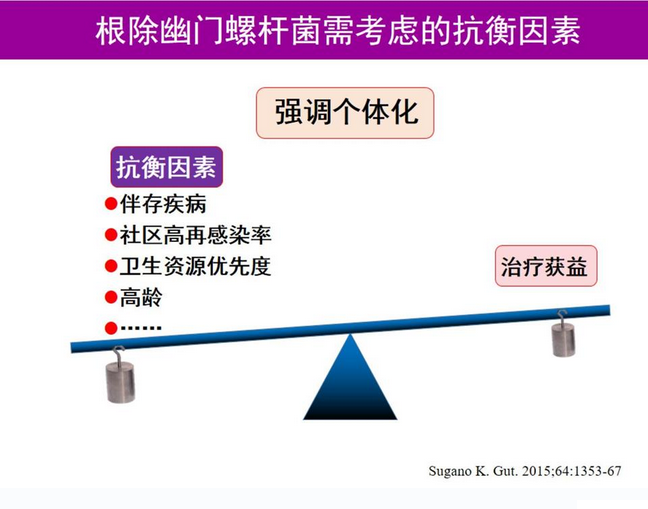 根除幽门螺杆菌需考虑的抗衡因素
强调个体化
抗衡因素
●伴存疾病
●社区高再感染率
●卫生资源优先度
●高龄
●……
治疗获益
Sugano K. Gut. 2015;64:1353-67